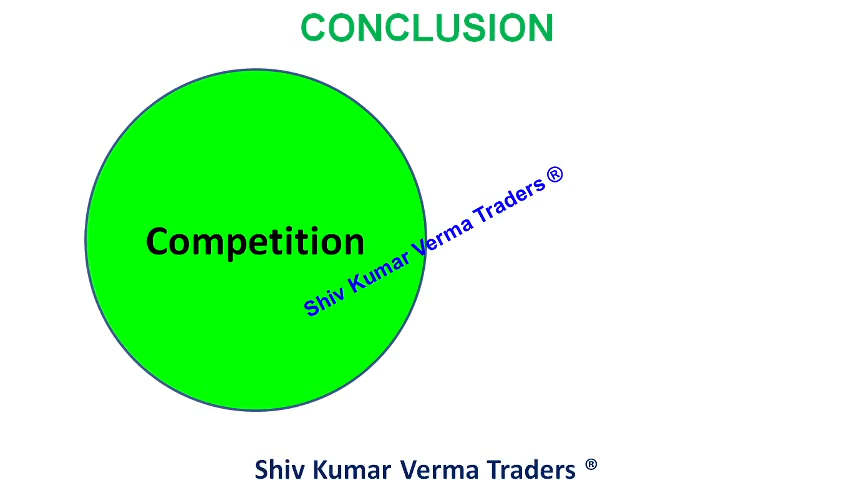 CONCLUSION
Competition
Shiv Kumar Verma Traders ®
Shiv Kumar Verma Traders ®